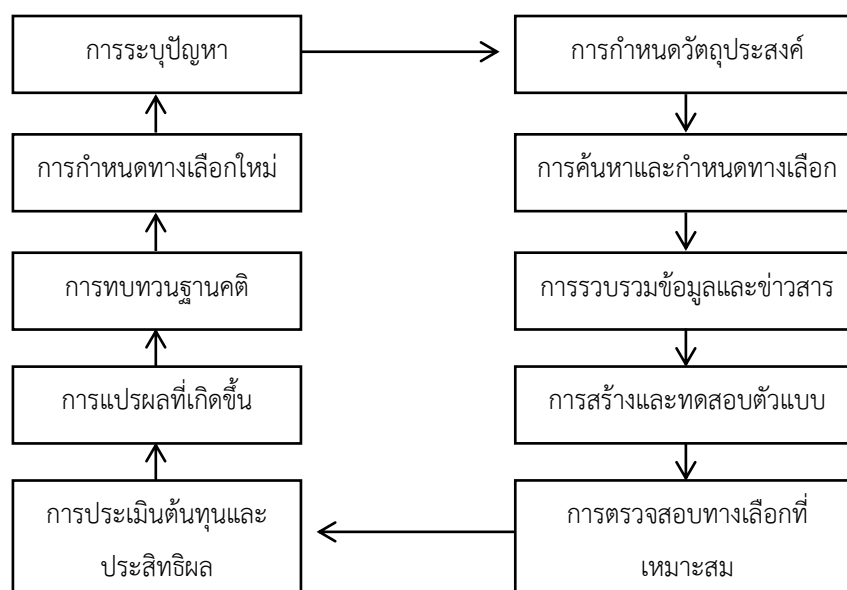 การระบุปัญหา
การกำหนดวัตถุประสงค์
การค้นหาและกำหนดทางเลือก
การรวบรวมข้อมูลและข่าวสาร
การสร้างและทดสอบตัวแบบ
การตรวจสอบทางเลือกที่
เหมาะสม
การประเมินต้นทุนและ
ประสิทธิผล
การแปรผลที่เกิดขึ้น
การทบทวนฐานคติ
การกำหนดทางเลือกใหม่